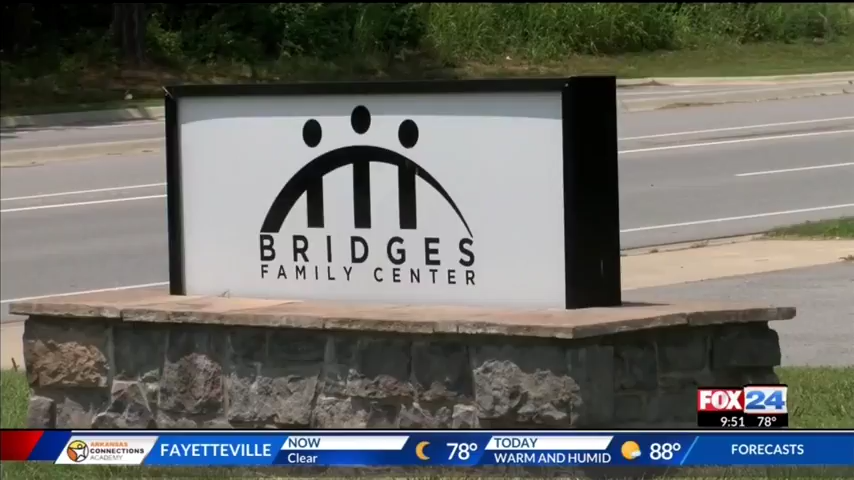 BRIDGES
FAMILY CENTER
FOX 24
9:51 78°
ARKANSAS CONNECTIONS ACADEMY
FAYETTEVILLE
NOW
Clear
78°
TODAY
WARM AND HUMID
88°
FORECASTS